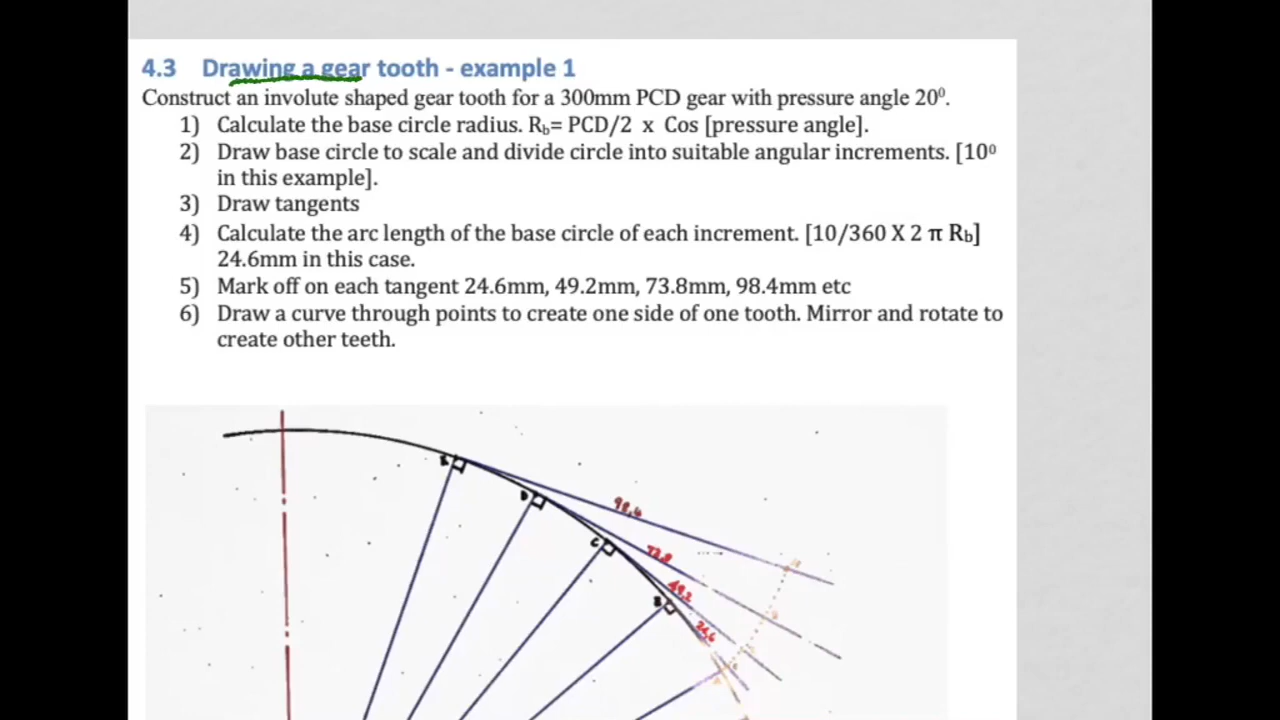 4.3 Drawing a gear tooth - example 1
Construct an involute shaped gear tooth for a 300mm PCD gear with pressure angle 20⁰.
1) Calculate the base circle radius. Rb= PCD/2 x Cos [pressure angle].
2) Draw base circle to scale and divide circle into suitable angular increments. [10⁰
in this example].
3) Draw tangents
4) Calculate the arc length of the base circle of each increment. [10/360 X 2 π Rb]
24.6mm in this case.
5) Mark off on each tangent 24.6mm, 49.2mm, 73.8mm, 98.4mm etc
6) Draw a curve through points to create one side of one tooth. Mirror and rotate to
create other teeth.
E
D
98.4
C
73.8
B
49.2
24.6